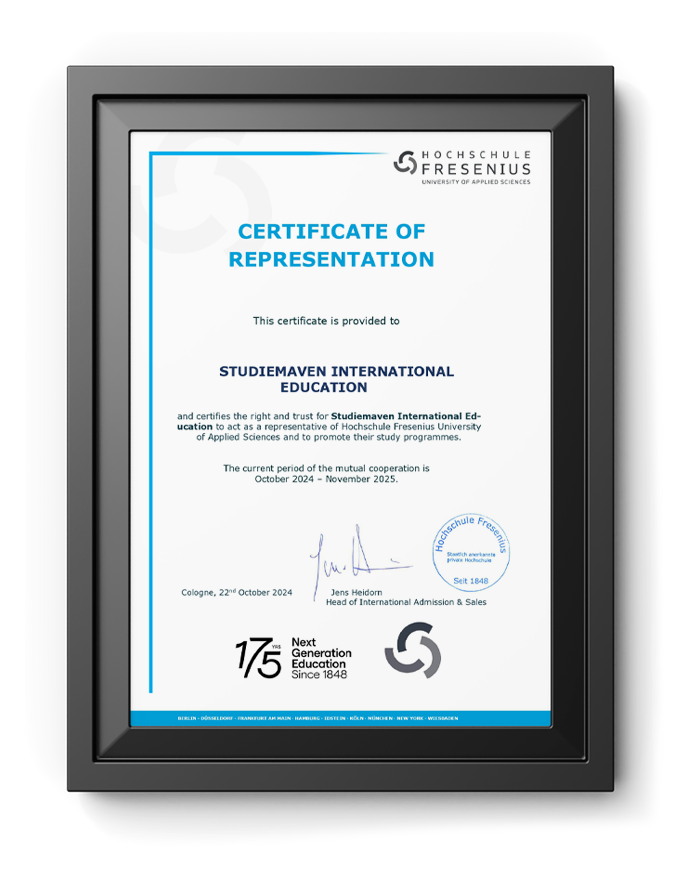 HOCHSCHULE
FRESENIUS
UNIVERSITY OF APPLIED SCIENCES
CERTIFICATE OF
REPRESENTATION
This certificate is provided to
STUDIEMAVEN INTERNATIONAL
EDUCATION
and certifies the right and trust for Studiemaven International Ed-
ucation to act as a representative of Hochschule Fresenius University
of Applied Sciences and to promote their study programmes.
The current period of the mutual cooperation is
October 2024 – November 2025.
Hochschule Fresenius
Staatlich anerkannte
private Hochschule
Seit 1848
Cologne, 22nd October 2024
Jens Heidorn
Head of International Admission & Sales
175 YRS
Next
Generation
Education
Since 1848
BERLIN · DÜSSELDORF · FRANKFURT AM MAIN · HAMBURG · IDSTEIN · KÖLN · MÜNCHEN · NEW YORK · WIESBADEN